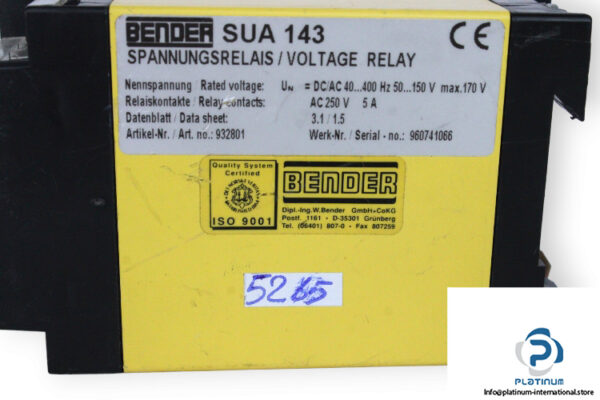 BENDER SUA 143
CE
SPANNUNGSRELAIS / VOLTAGE RELAY
Nennspannung Rated voltage: UN = DC/AC 40...400 Hz 50...150 V max.170 V
Relaiskontakte / Relay contacts: AC 250 V 5 A
Datenblatt / Data sheet: 3.1 / 1.5
Artikel-Nr. / Art. no.: 932801 Werk-Nr. / Serial - no.: 960741066
Quality System
Certified
ISO 9001
BENDER
Dipl.-Ing.W.Bender GmbH+CoKG
Postf. 1161 · D-35301 Grünberg
Tel. (06401) 807-0 · Fax 807259
PLATINUM
Info@platinum-international.store